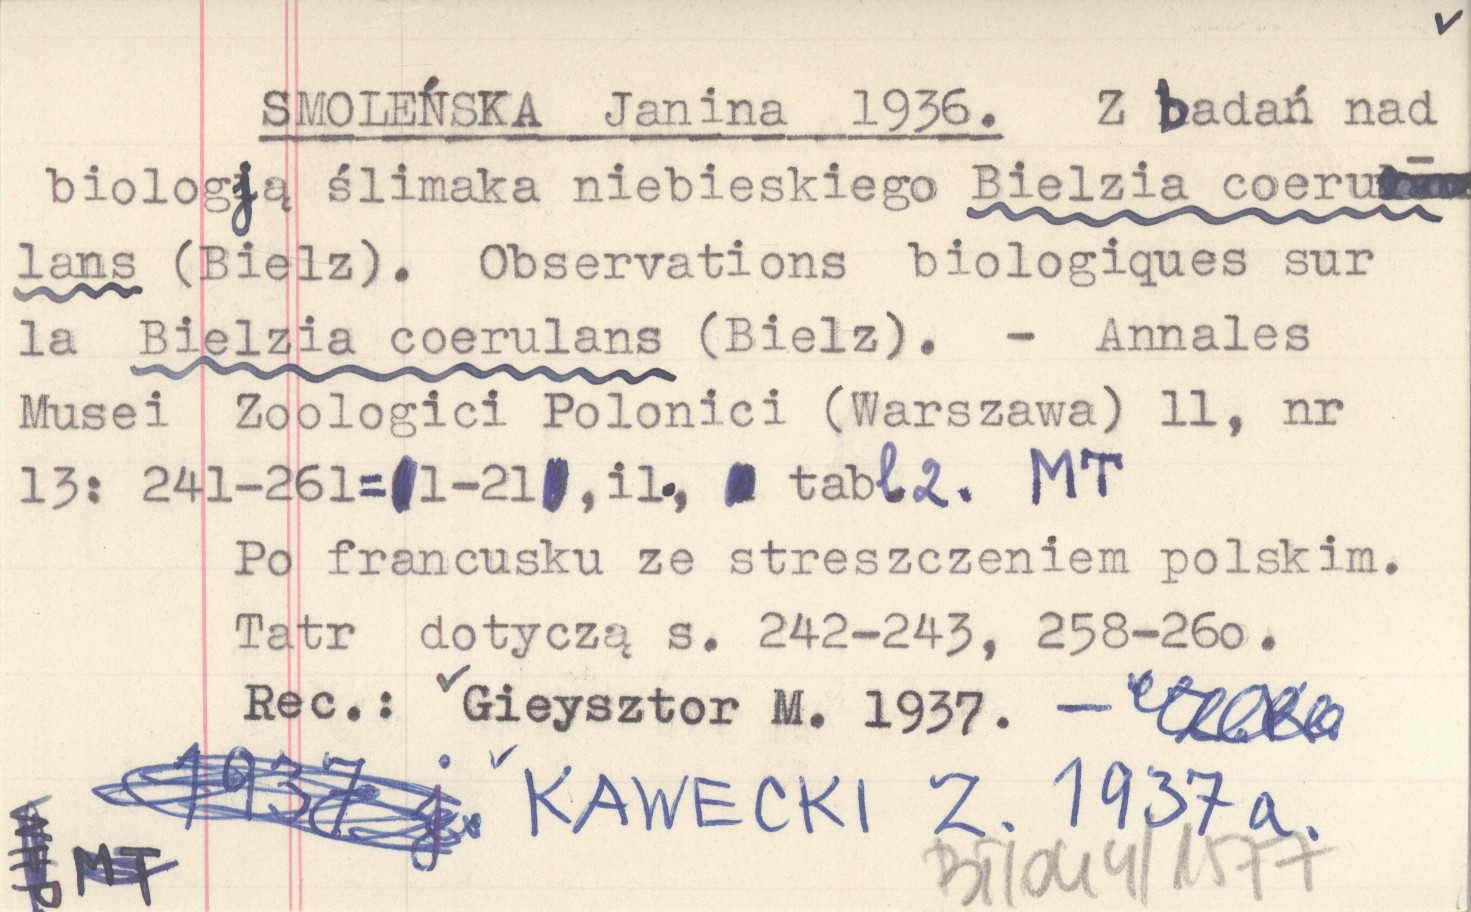 SMOLEŃSKA Janina 1936. Z badań nad
biologją ślimaka niebieskiego Bielzia coeru-
lans (Bielz). Observations biologiques sur
la Bielzia coerulans (Bielz). - Annales
Musei Zoologici Polonici (Warszawa) 11, nr
13: 241-261=1-21, il., tabl 2. MT
Po francusku ze streszczeniem polskim.
Tatr dotyczą s. 242-243, 258-260.
Rec.: Gieysztor M. 1937. -
1937 j. KAWECKI Z. 1937a.
MT